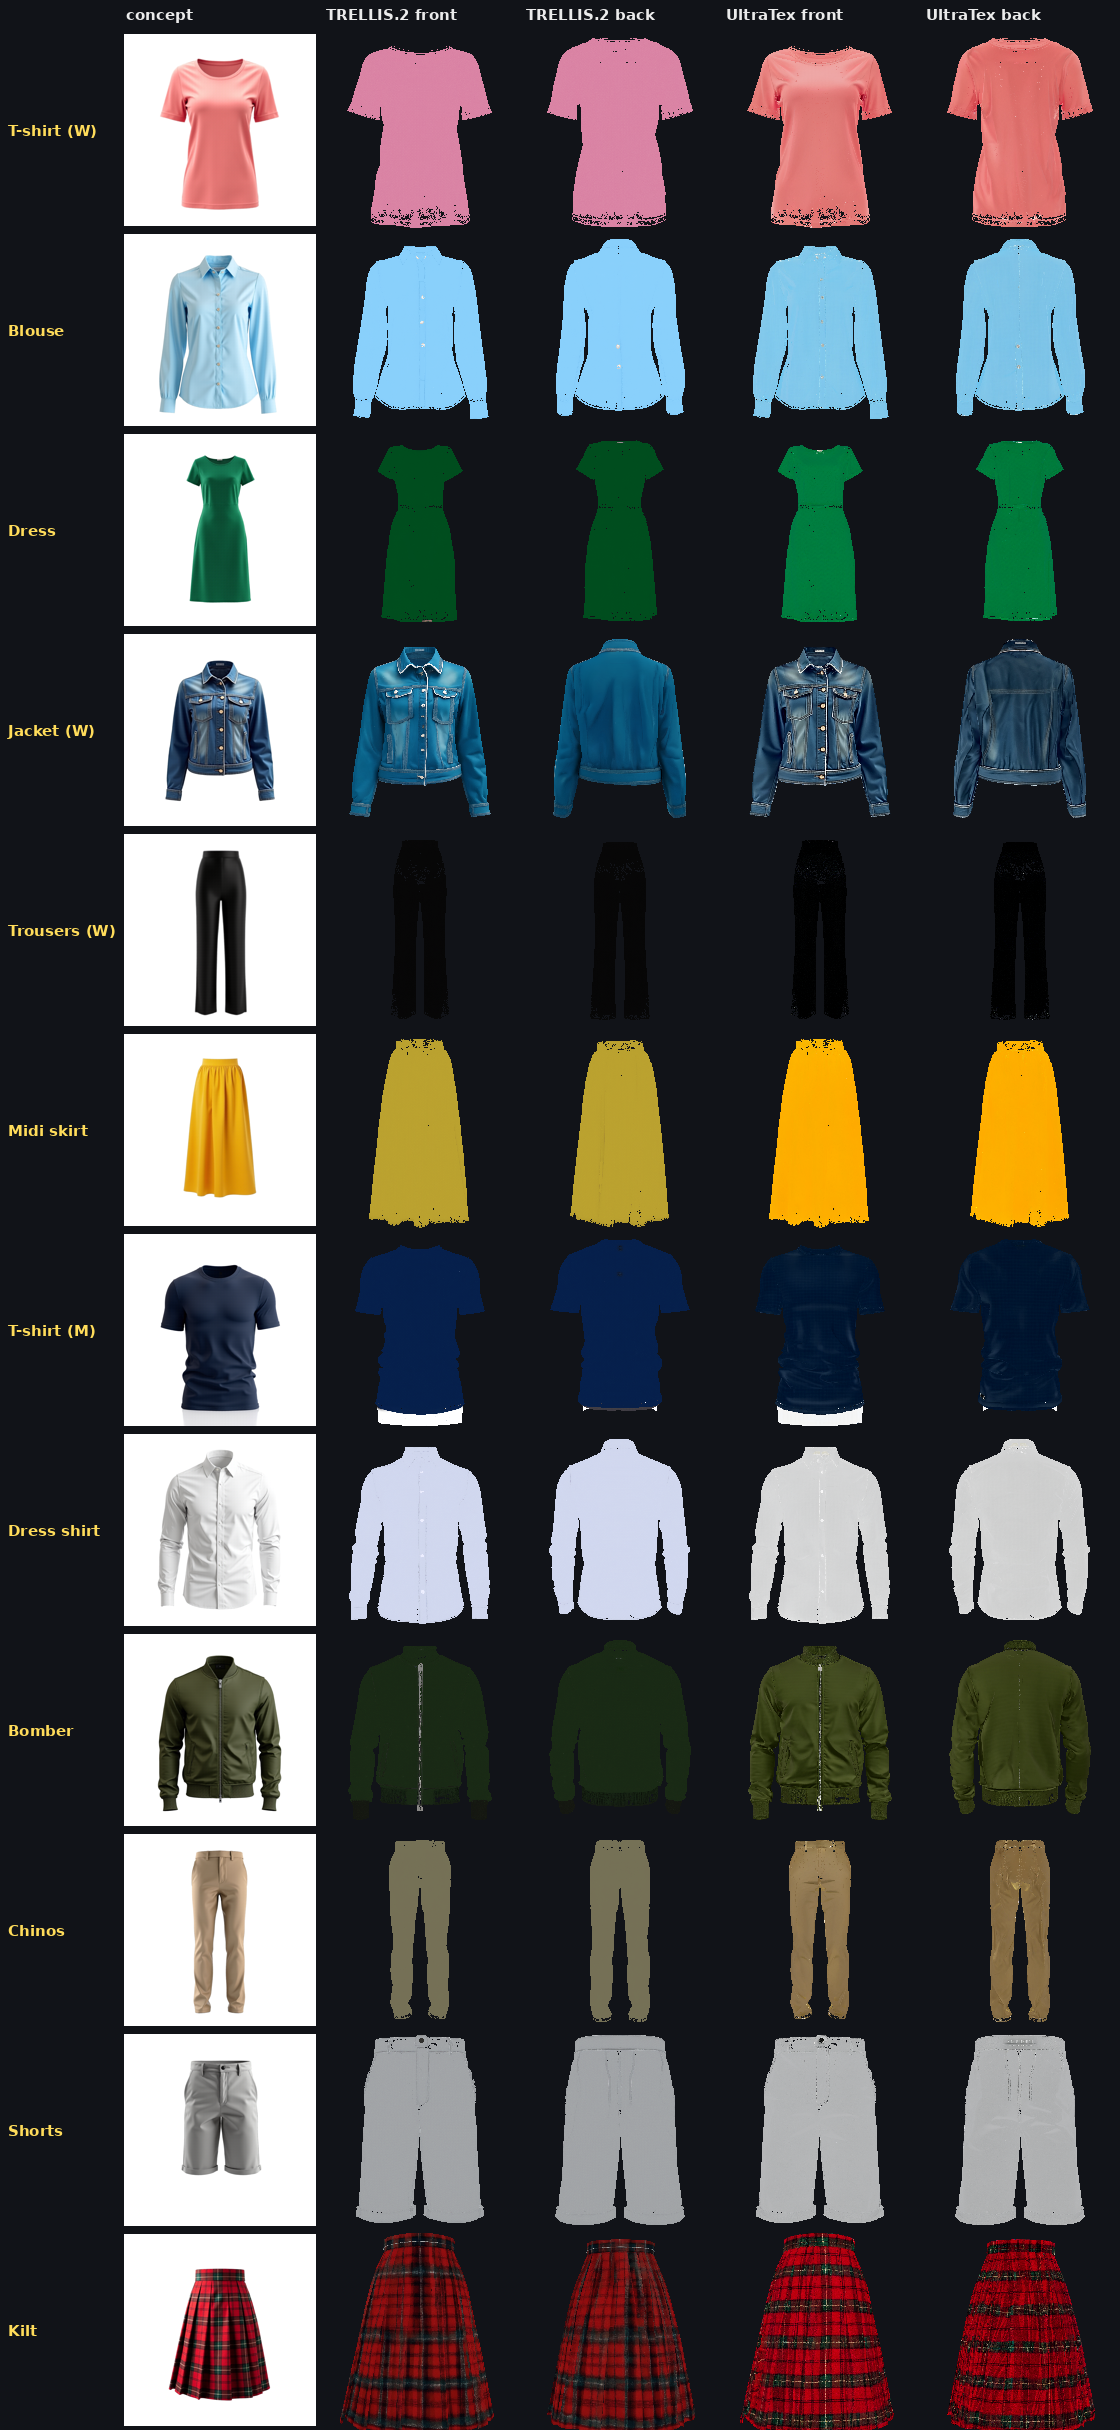 concept TRELLIS.2 front TRELLIS.2 back UltraTex front UltraTex back
T-shirt (W)
Blouse
Dress
Jacket (W)
Trousers (W)
Midi skirt
T-shirt (M)
Dress shirt
Bomber
Chinos
Shorts
Kilt